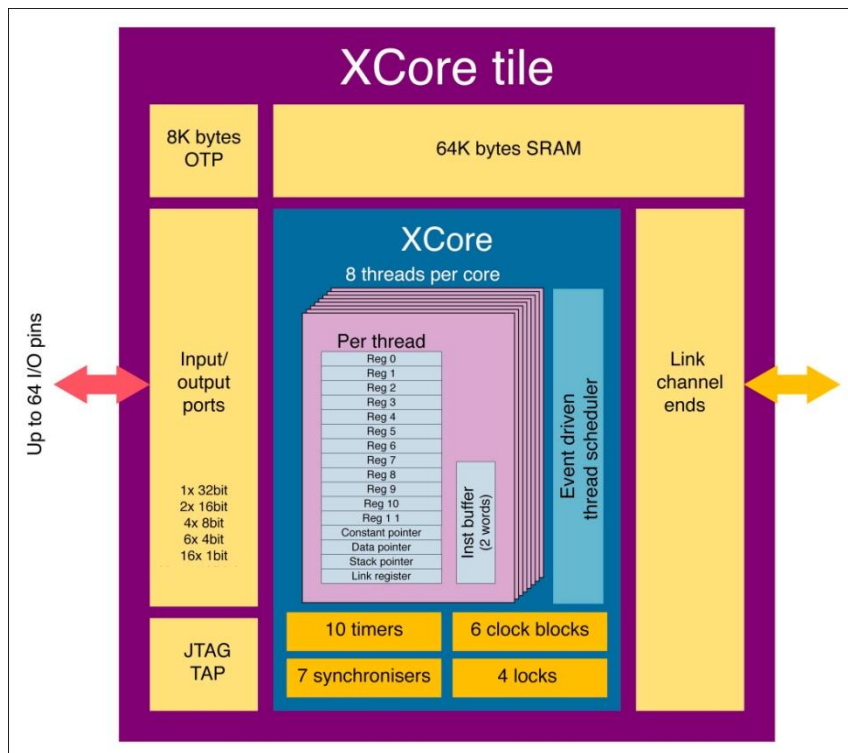 XCore tile
8K bytes
OTP
64K bytes SRAM
Up to 64 I/O pins
Input/
output
ports
1x 32bit
2x 16bit
4x 8bit
6x 4bit
16x 1bit
JTAG
TAP
XCore
8 threads per core
Per thread
Reg 0
Reg 1
Reg 2
Reg 3
Reg 4
Reg 5
Reg 6
Reg 7
Reg 8
Reg 9
Reg 10
Reg 1 1
Constant pointer
Data pointer
Stack pointer
Link register
Inst buffer
(2 words)
Event driven
thread scheduler
10 timers
6 clock blocks
7 synchronisers
4 locks
Link
channel
ends